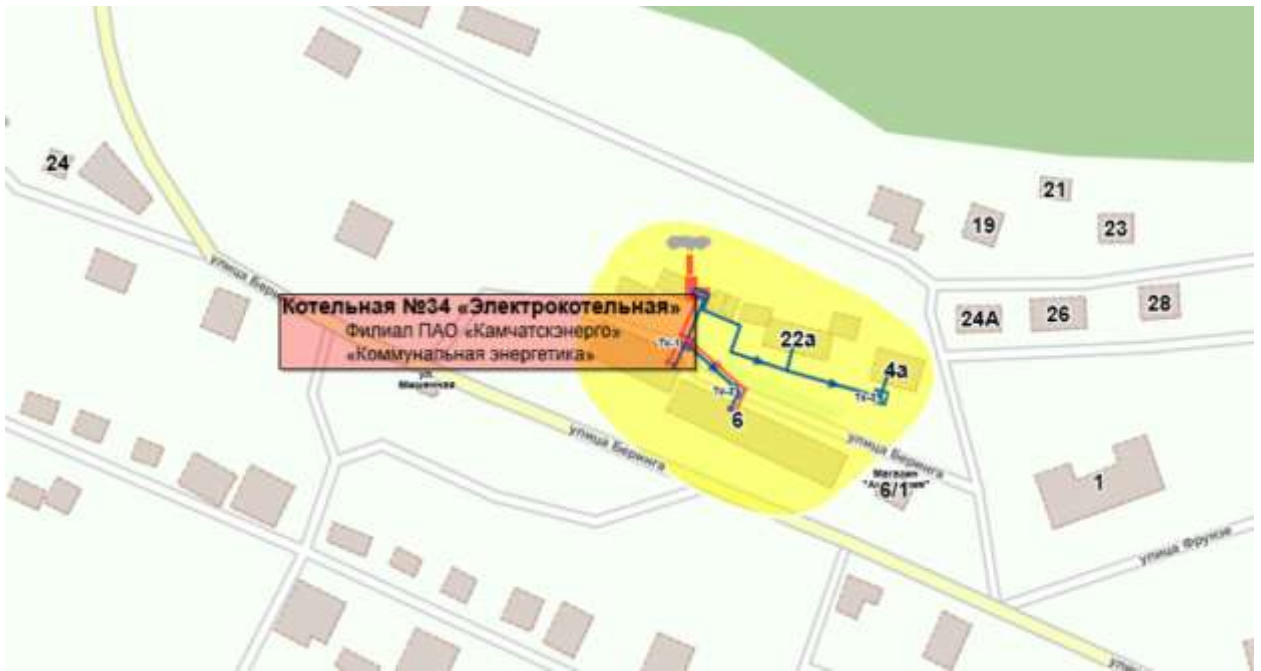 24
21
19
23
улица Беринга
Котельная №34 «Электрокотельная»
Филиал ПАО «Камчатскэнерго»
«Коммунальная энергетика»
28
26
24А
22а
4а
ул.
6
улица Беринга
улица Беринга
Магазин
6/1
1
улица Фрунзе